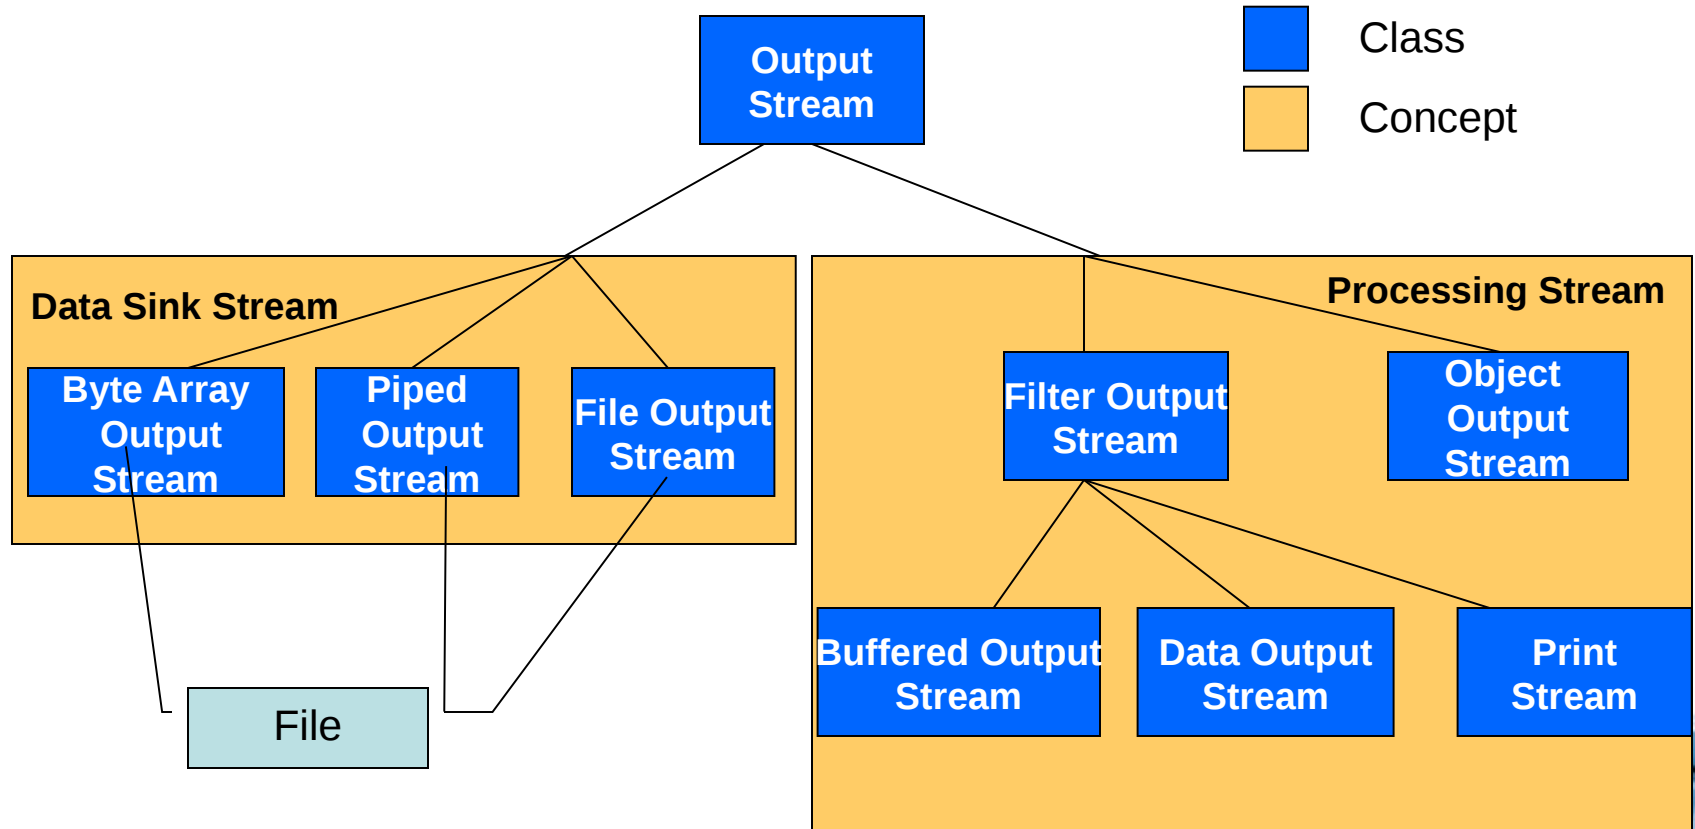 Output
Stream
Class
Concept
Data Sink Stream
Byte Array
Output
Stream
Piped
Output
Stream
File Output
Stream
File
Processing Stream
Filter Output
Stream
Object
Output
Stream
Buffered Output
Stream
Data Output
Stream
Print
Stream